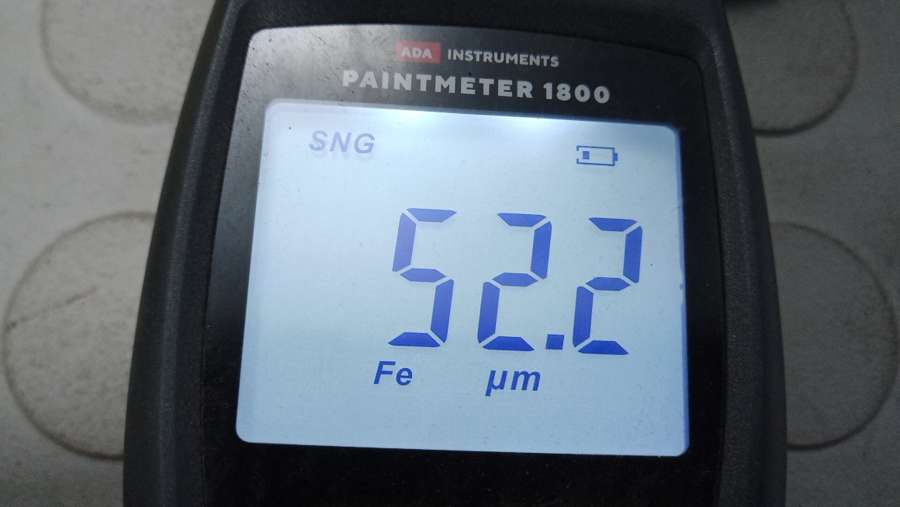 ADA INSTRUMENTS
PAINTMETER 1800
SNG
52.2
Fe µm